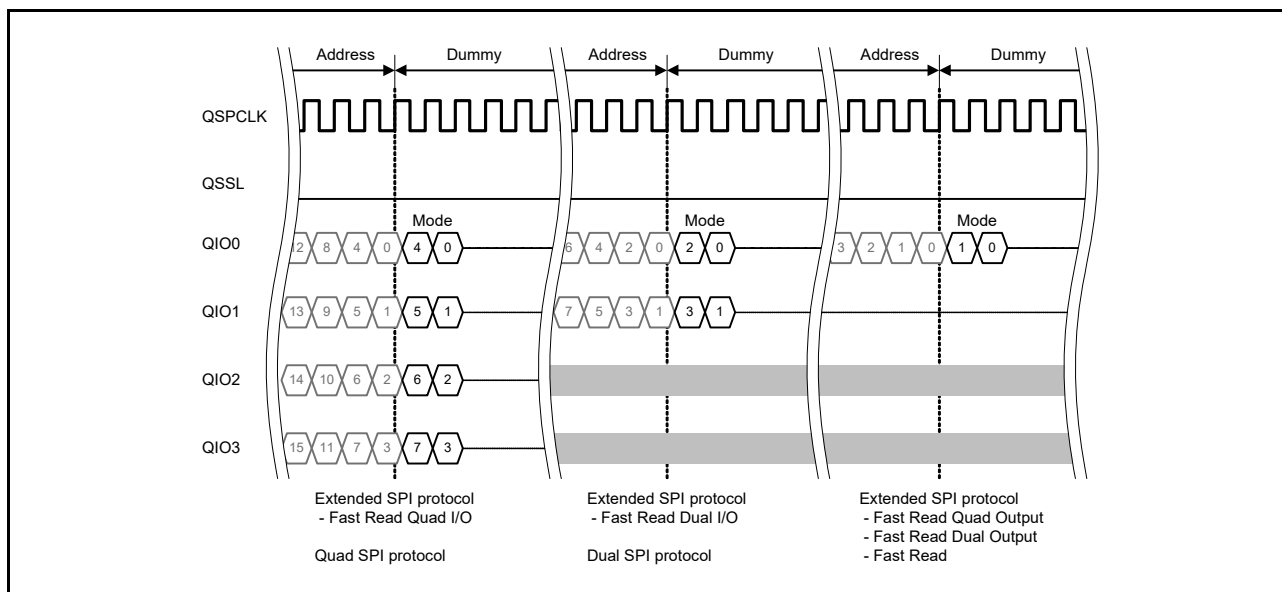 Address Dummy Address Dummy Address Dummy
QSPCLK
QSSL
Mode Mode Mode
QIO0 12 8 4 0 4 0 6 4 2 0 2 0 3 2 1 0 1 0
QIO1 13 9 5 1 5 1 7 5 3 1 3 1
QIO2 14 10 6 2 6 2
QIO3 15 11 7 3 7 3
Extended SPI protocol
- Fast Read Quad I/O
Quad SPI protocol
Extended SPI protocol
- Fast Read Dual I/O
Dual SPI protocol
Extended SPI protocol
- Fast Read Quad Output
- Fast Read Dual Output
- Fast Read